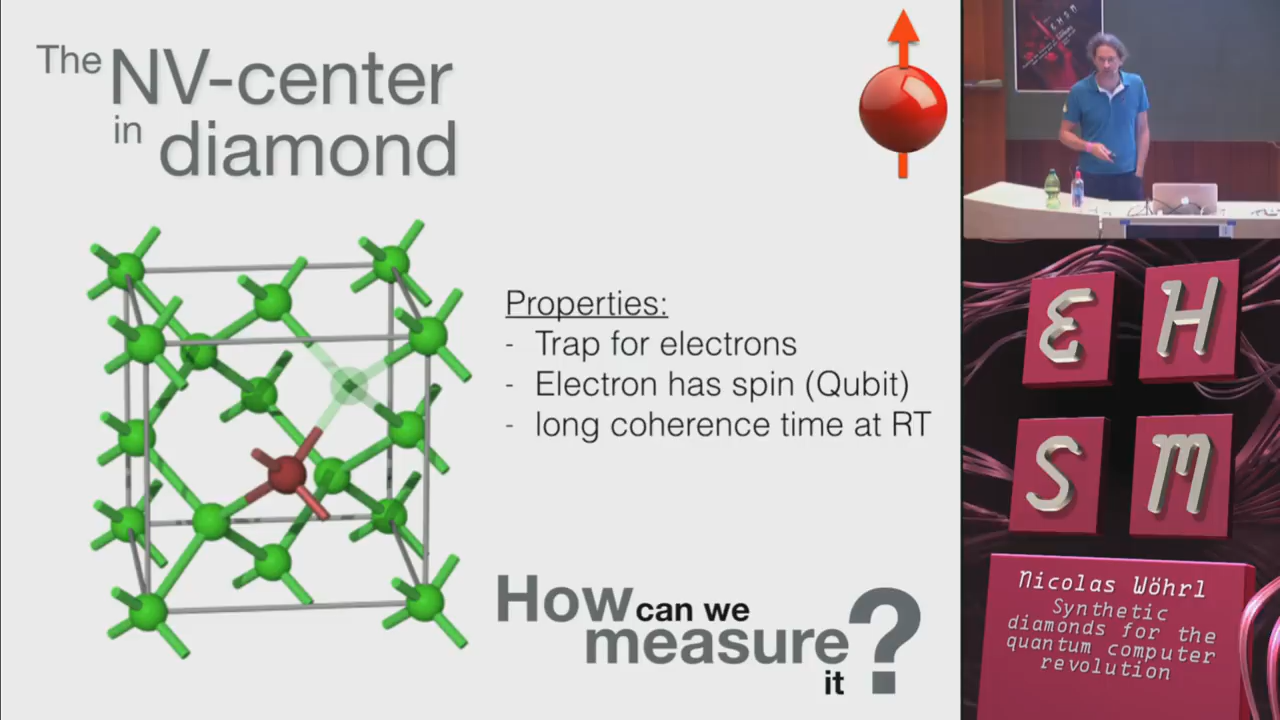 The NV-center
in diamond
Properties:
- Trap for electrons
- Electron has spin (Qubit)
- long coherence time at RT
How can we
measure ?
it
E H
S M
Nicolas Wöhrl
Synthetic
diamonds for the
quantum computer
revolution